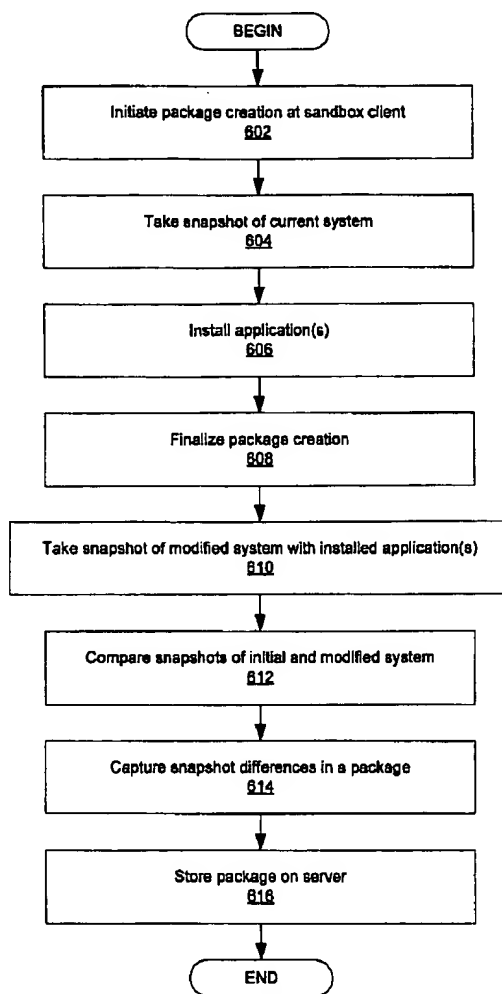 BEGIN
Initiate package creation at sandbox client
602
Take snapshot of current system
604
Install application(s)
606
Finalize package creation
608
Take snapshot of modified system with installed application(s)
610
Compare snapshots of initial and modified system
612
Capture snapshot differences in a package
614
Store package on server
616
END